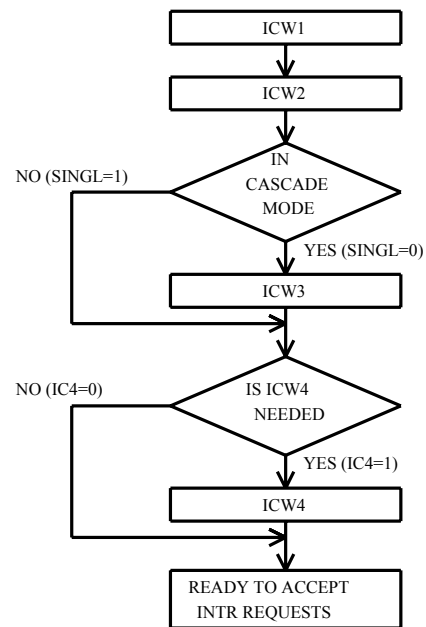 ICW1
ICW2
IN
CASCADE
MODE
NO (SINGL=1)
YES (SINGL=0)
ICW3
IS ICW4
NEEDED
NO (IC4=0)
YES (IC4=1)
ICW4
READY TO ACCEPT
INTR REQUESTS